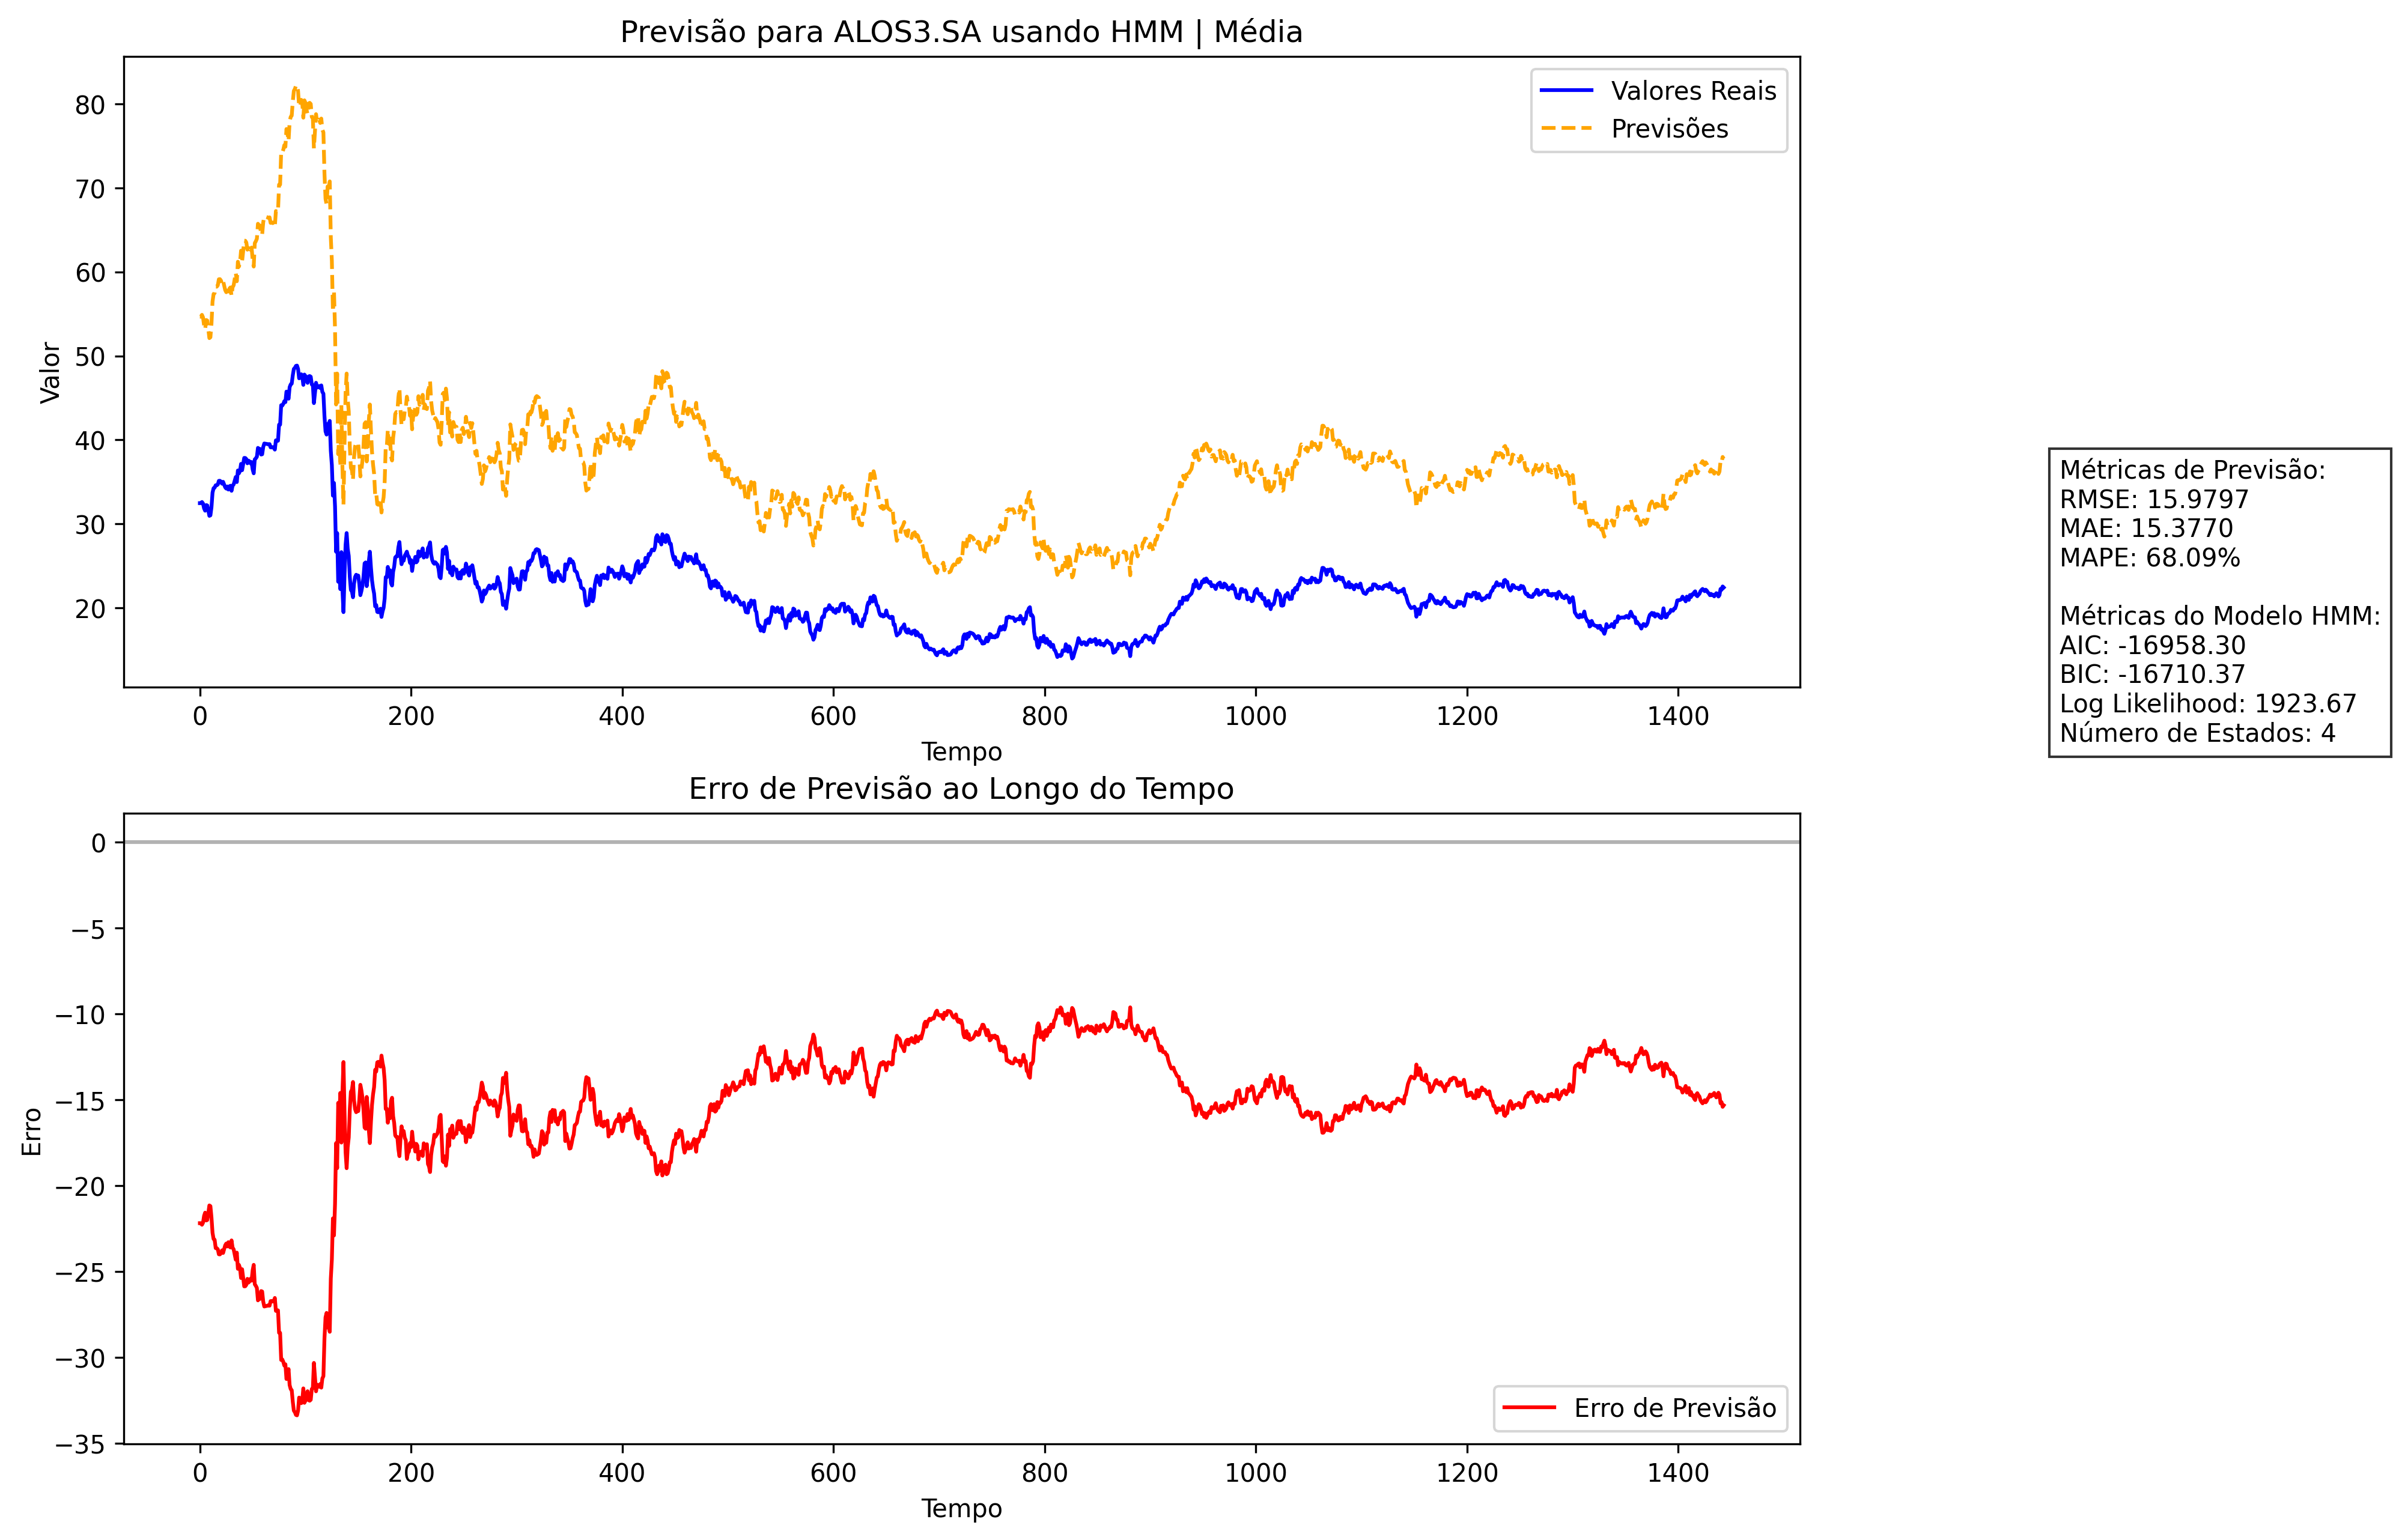 Previsão para ALOS3.SA usando HMM | Média
Valor
80
70
60
50
40
30
20
Valores Reais
Previsões
0
200
400
600
800
1000
1200
1400
Tempo
Métricas de Previsão:
RMSE: 15.9797
MAE: 15.3770
MAPE: 68.09%
Métricas do Modelo HMM:
AIC: -16958.30
BIC: -16710.37
Log Likelihood: 1923.67
Número de Estados: 4
Erro de Previsão ao Longo do Tempo
Erro
0
−5
−10
−15
−20
−25
−30
−35
Erro de Previsão
0
200
400
600
800
1000
1200
1400
Tempo